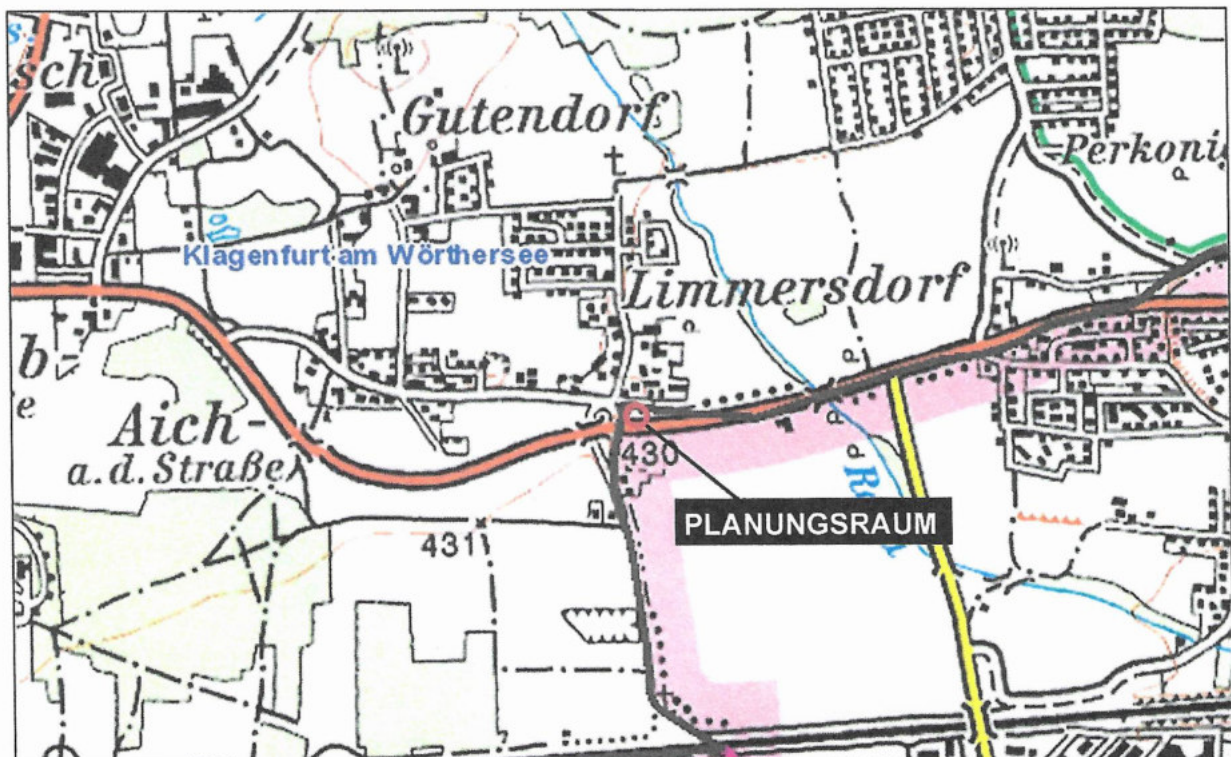 sch
Gutendorf
Perkoni
Klagenfurt am Wörthersee
Limmersdorf
b-
e
Aich-
a.d. Straße
430
PLANUNGSRAUM
431
P
P
P